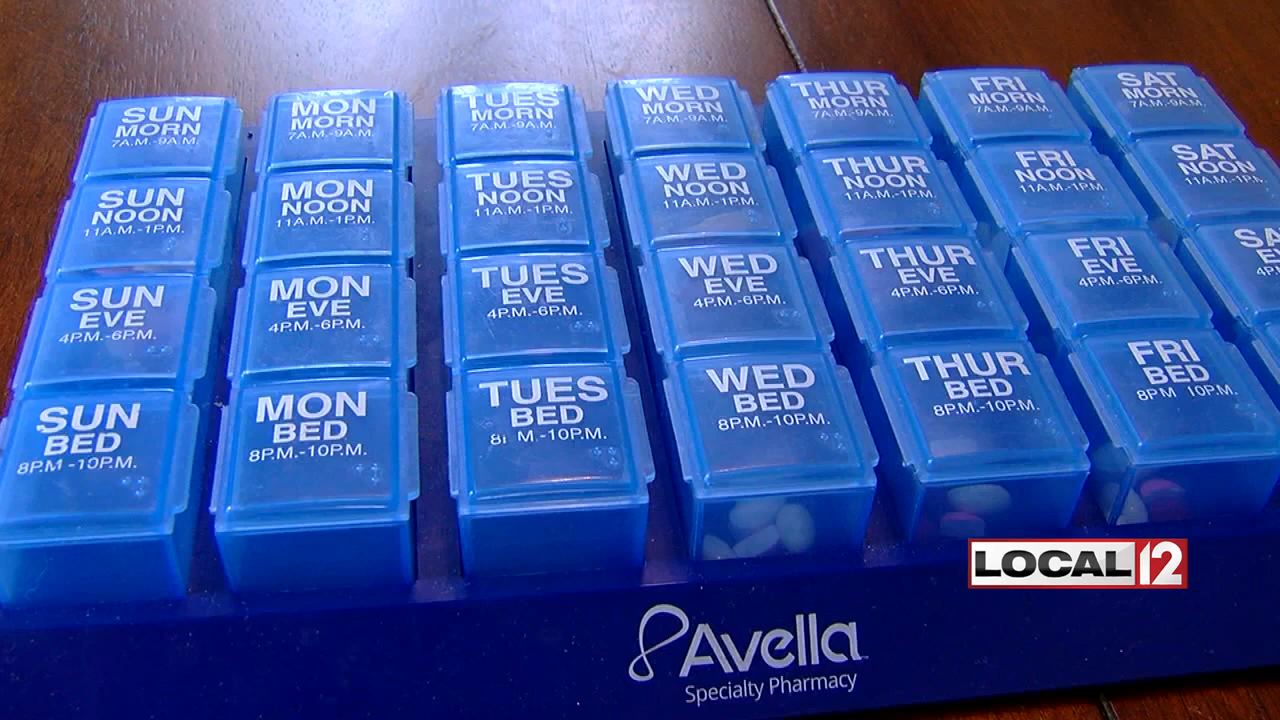 SUN
MORN
7A.M.-9A.M.
MON
MORN
7A.M.-9A.M.
TUES
MORN
7A.M.-9A.M.
WED
MORN
7A.M.-9A.M.
THUR
MORN
7A.M.-9A.M.
FRI
MORN
7A.M.-9A.M.
SAT
MORN
7A.M.-9A.M.
SUN
NOON
11A.M.-1P.M.
MON
NOON
11A.M.-1P.M.
TUES
NOON
11A.M.-1P.M.
WED
NOON
11A.M.-1P.M.
THUR
NOON
11A.M.-1P.M.
FRI
NOON
11A.M.-1P.M.
SAT
NOON
11A.M.-1P.M.
SUN
EVE
4P.M.-6P.M.
MON
EVE
4P.M.-6P.M.
TUES
EVE
4P.M.-6P.M.
WED
EVE
4P.M.-6P.M.
THUR
EVE
4P.M.-6P.M.
FRI
EVE
4P.M.-6P.M.
SUN
BED
8P.M.-10P.M.
MON
BED
8P.M.-10P.M.
TUES
BED
8 M.-10P.M.
WED
BED
8P.M.-10P.M.
THUR
BED
8P.M.-10P.M.
FRI
BED
8P.M 10P.M.
LOCAL 12
Avella
Specialty Pharmacy